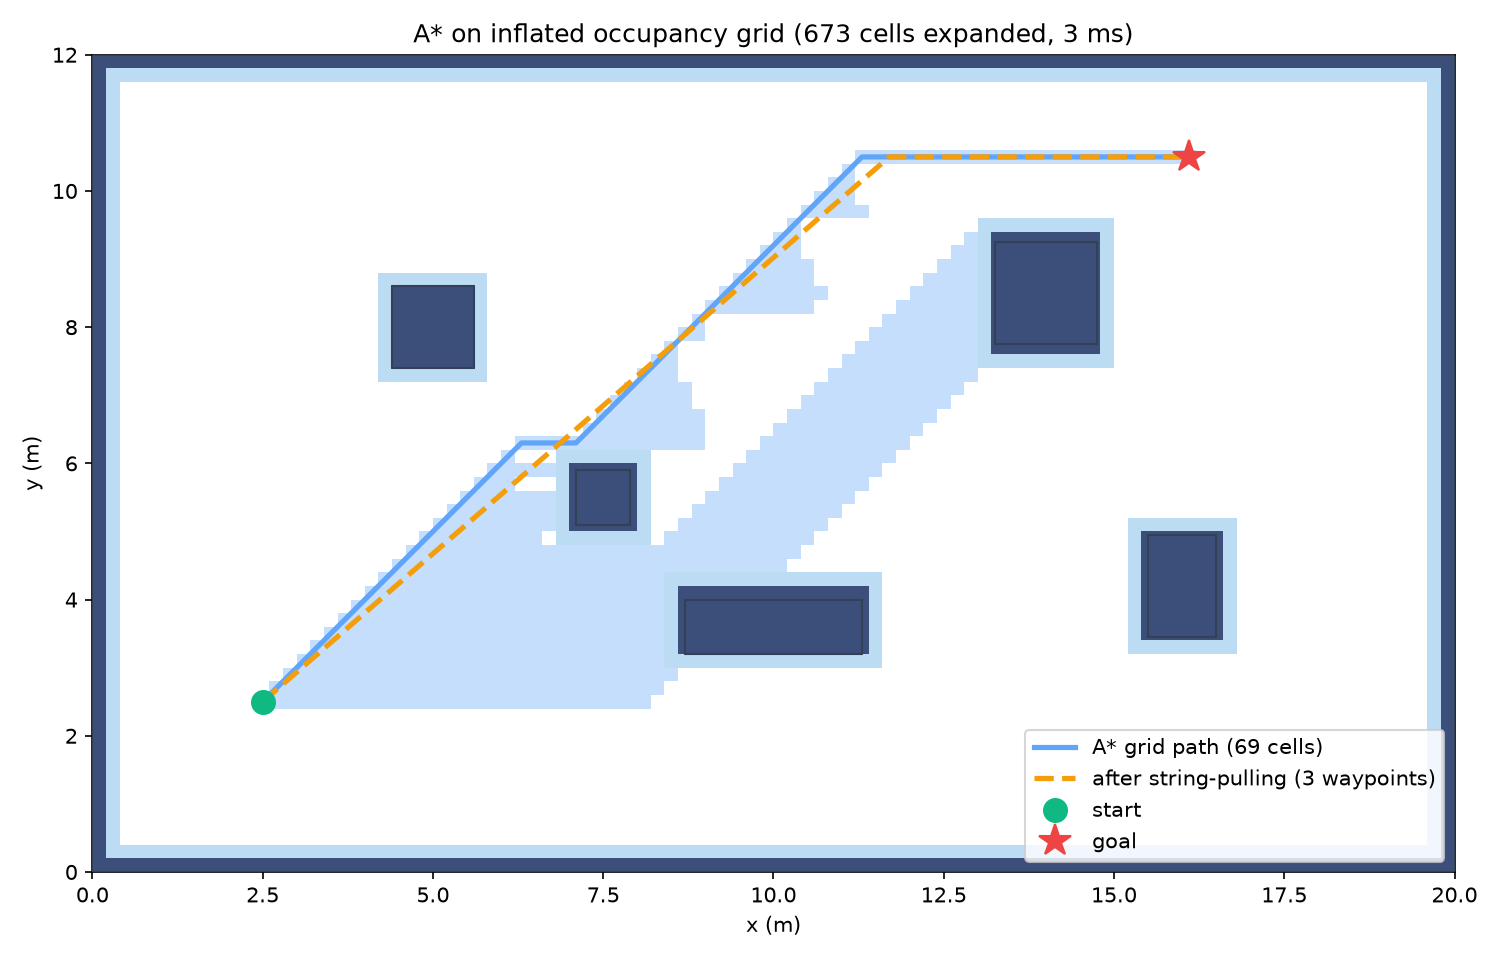 A* on inflated occupancy grid (673 cells expanded, 3 ms)
12
10
8
6
4
2
0
y (m)
0.0 2.5 5.0 7.5 10.0 12.5 15.0 17.5 20.0
x (m)
A* grid path (69 cells)
after string-pulling (3 waypoints)
start
goal